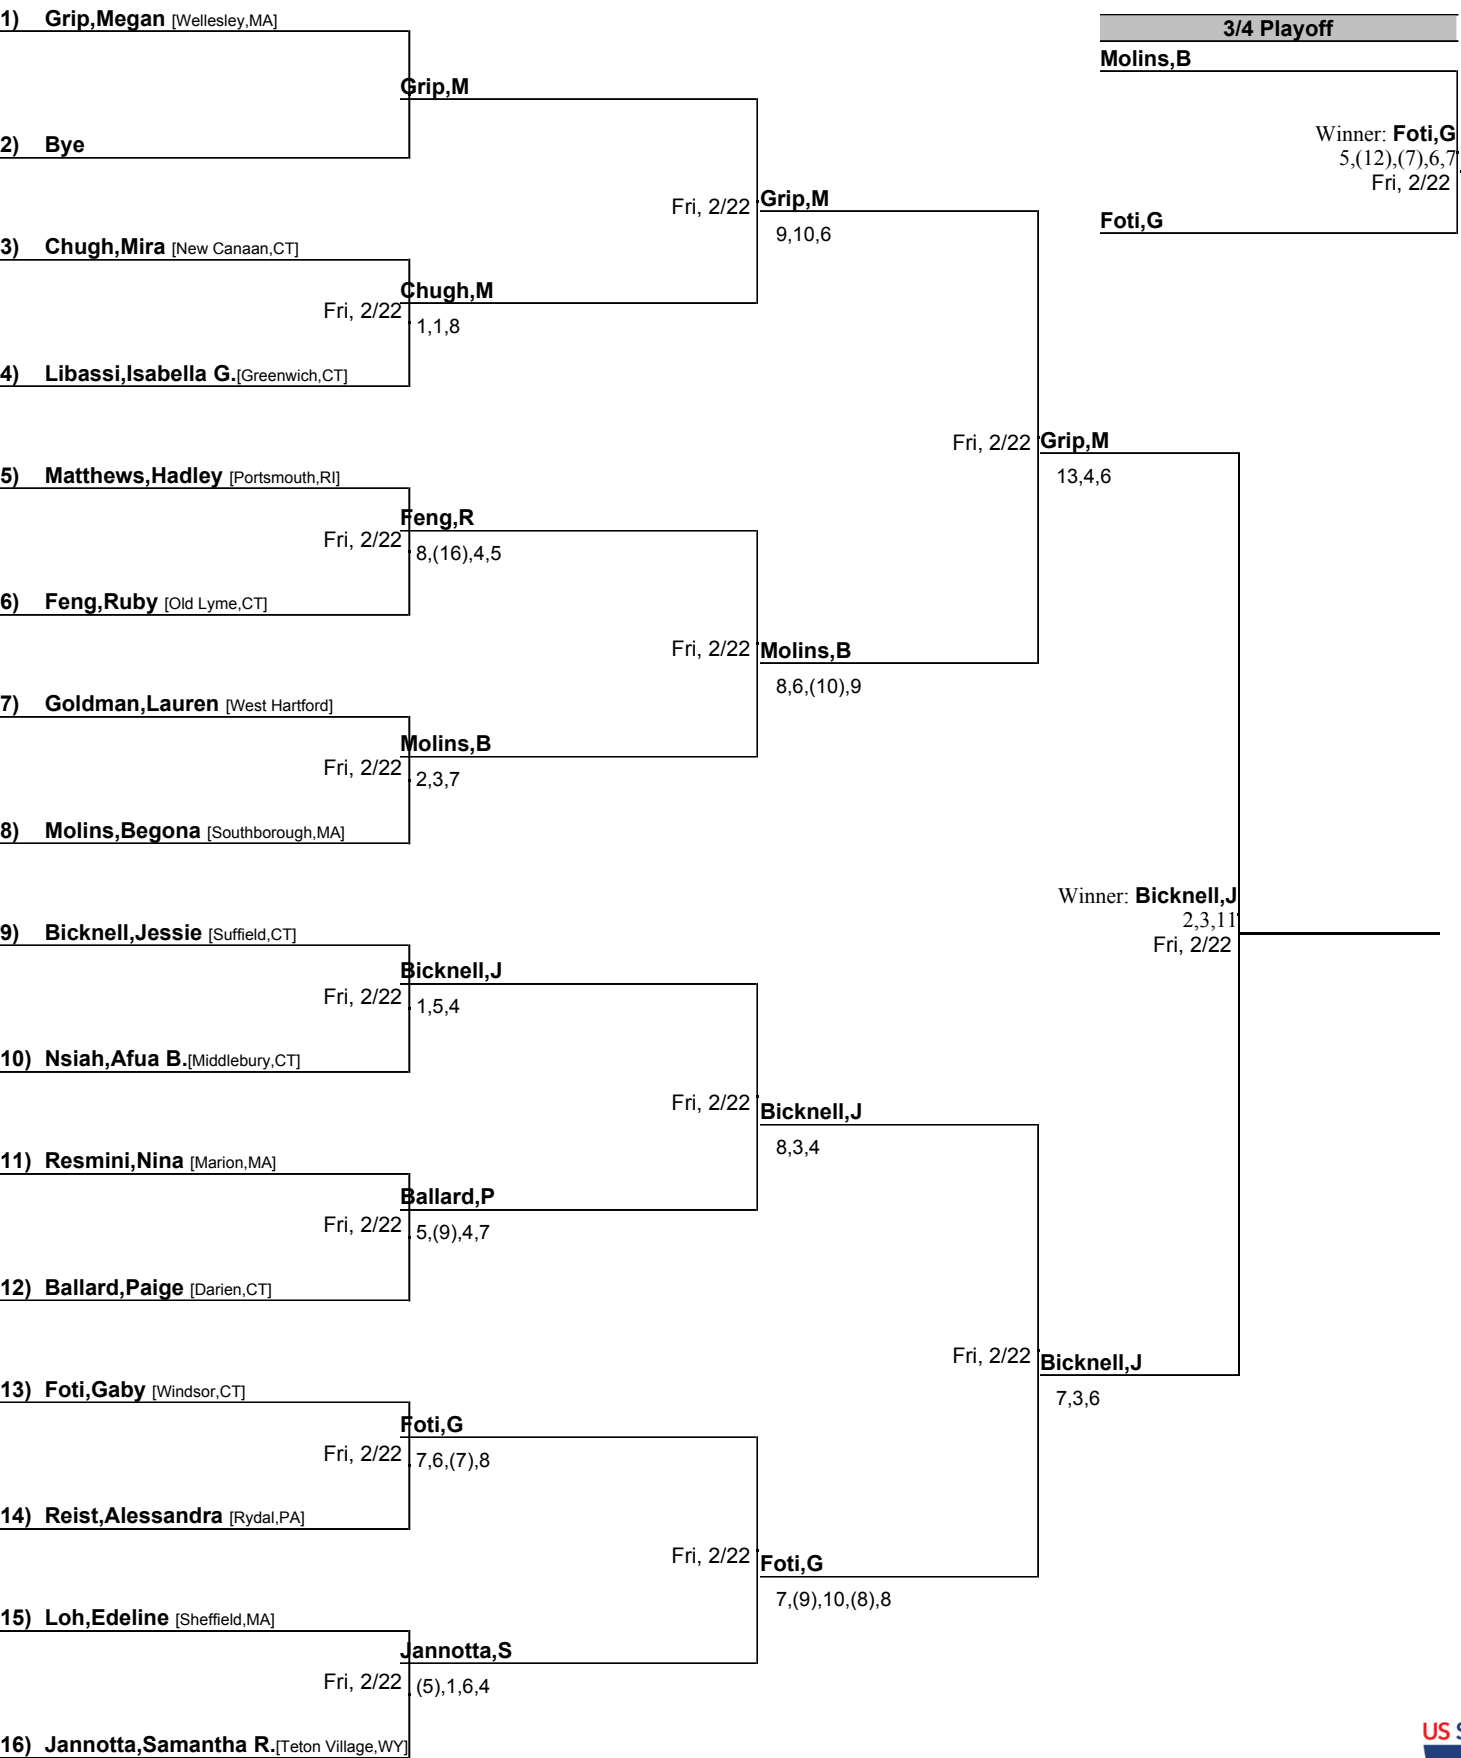 1) Grip,Megan [Wellesley,MA]
3/4 Playoff
Molins,B
Grip,M
Winner: Foti,G
5,(12),(7),6,7
Fri, 2/22
2) Bye
Fri, 2/22 Grip,M
9,10,6
Foti,G
3) Chugh,Mira [New Canaan,CT]
Chugh,M
Fri, 2/22
1,1,8
4) Libassi,Isabella G.[Greenwich,CT]
Fri, 2/22 Grip,M
13,4,6
5) Matthews,Hadley [Portsmouth,RI]
Feng,R
Fri, 2/22
8,(16),4,5
6) Feng,Ruby [Old Lyme,CT]
Fri, 2/22 Molins,B
8,6,(10),9
7) Goldman,Lauren [West Hartford]
Molins,B
Fri, 2/22
2,3,7
8) Molins,Begona [Southborough,MA]
Winner: Bicknell,J
2,3,11
Fri, 2/22
9) Bicknell,Jessie [Suffield,CT]
Bicknell,J
Fri, 2/22
1,5,4
10) Nsiah,Afua B.[Middlebury,CT]
Fri, 2/22 Bicknell,J
8,3,4
11) Resmini,Nina [Marion,MA]
Ballard,P
Fri, 2/22
5,(9),4,7
12) Ballard,Paige [Darien,CT]
Fri, 2/22 Bicknell,J
7,3,6
13) Foti,Gaby [Windsor,CT]
Foti,G
Fri, 2/22
7,6,(7),8
14) Reist,Alessandra [Rydal,PA]
Fri, 2/22 Foti,G
7,(9),10,(8),8
15) Loh,Edeline [Sheffield,MA]
Jannotta,S
Fri, 2/22
(5),1,6,4
16) Jannotta,Samantha R.[Teton Village,WY]
US S